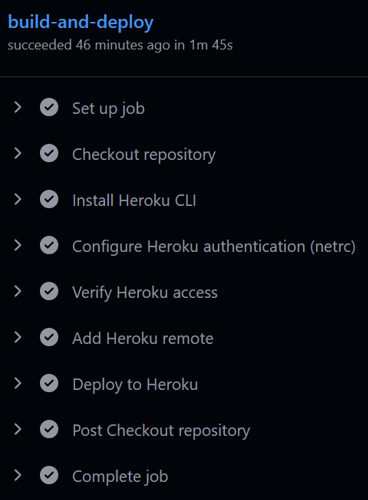 build-and-deploy
succeeded 46 minutes ago in 1m 45s
Set up job
Checkout repository
Install Heroku CLI
Configure Heroku authentication (netrc)
Verify Heroku access
Add Heroku remote
Deploy to Heroku
Post Checkout repository
Complete job